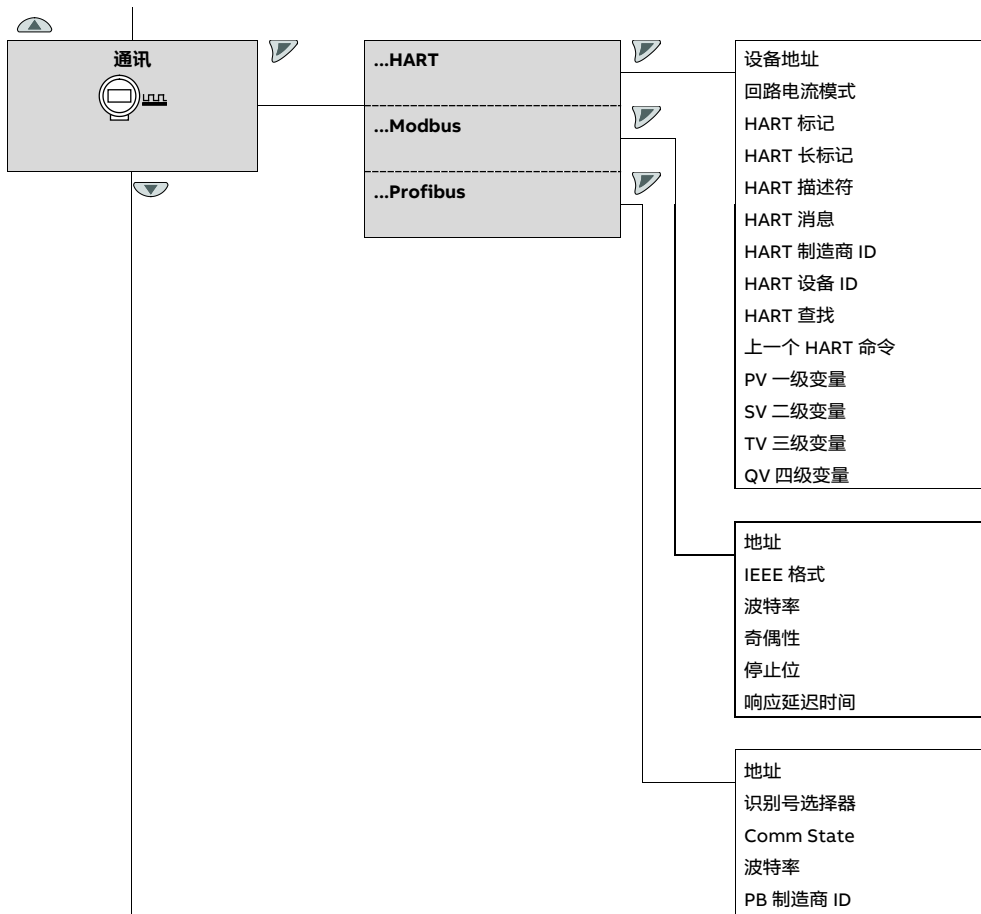 通讯
...HART
...Modbus
...Profibus
设备地址
回路电流模式
HART 标记
HART 长标记
HART 描述符
HART 消息
HART 制造商 ID
HART 设备 ID
HART 查找
上一个 HART 命令
PV 一级变量
SV 二级变量
TV 三级变量
QV 四级变量
地址
IEEE 格式
波特率
奇偶性
停止位
响应延迟时间
地址
识别号选择器
Comm State
波特率
PB 制造商 ID